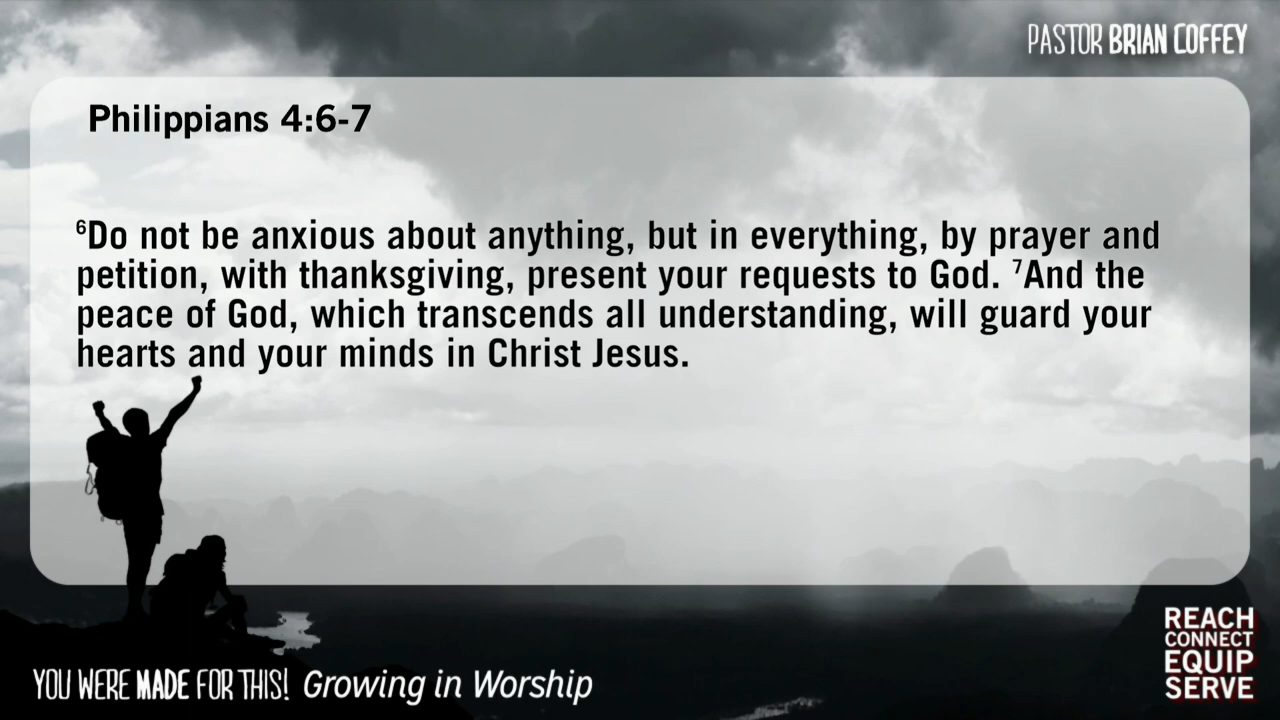 PASTOR BRIAN COFFEY
Philippians 4:6-7
⁶Do not be anxious about anything, but in everything, by prayer and
petition, with thanksgiving, present your requests to God. ⁷And the
peace of God, which transcends all understanding, will guard your
hearts and your minds in Christ Jesus.
REACH
CONNECT
EQUIP
SERVE
YOU WERE MADE FOR THIS! Growing in Worship